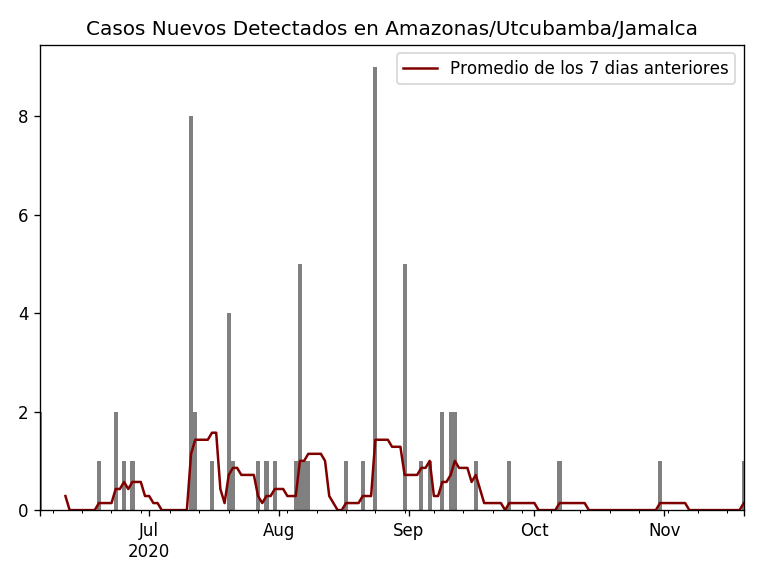 Casos Nuevos Detectados en Amazonas/Utcubamba/Jamalca
Promedio de los 7 dias anteriores
8
6
4
2
0
Jul Aug Sep Oct Nov
2020